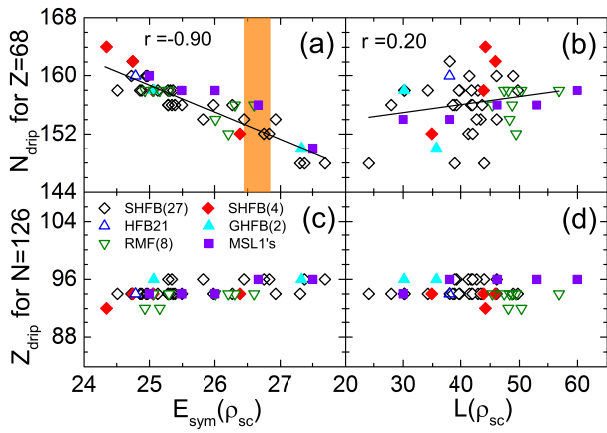 168
160
152
144
N_drip for Z=68
r =-0.90
(a)
r =0.20
(b)
SHFB(27)
SHFB(4)
HFB21
GHFB(2)
RMF(8)
MSL1's
(c)
(d)
104
96
88
Z_drip for N=126
24 25 26 27 20 30 40 50 60
E_sym(ρ_sc)
L(ρ_sc)